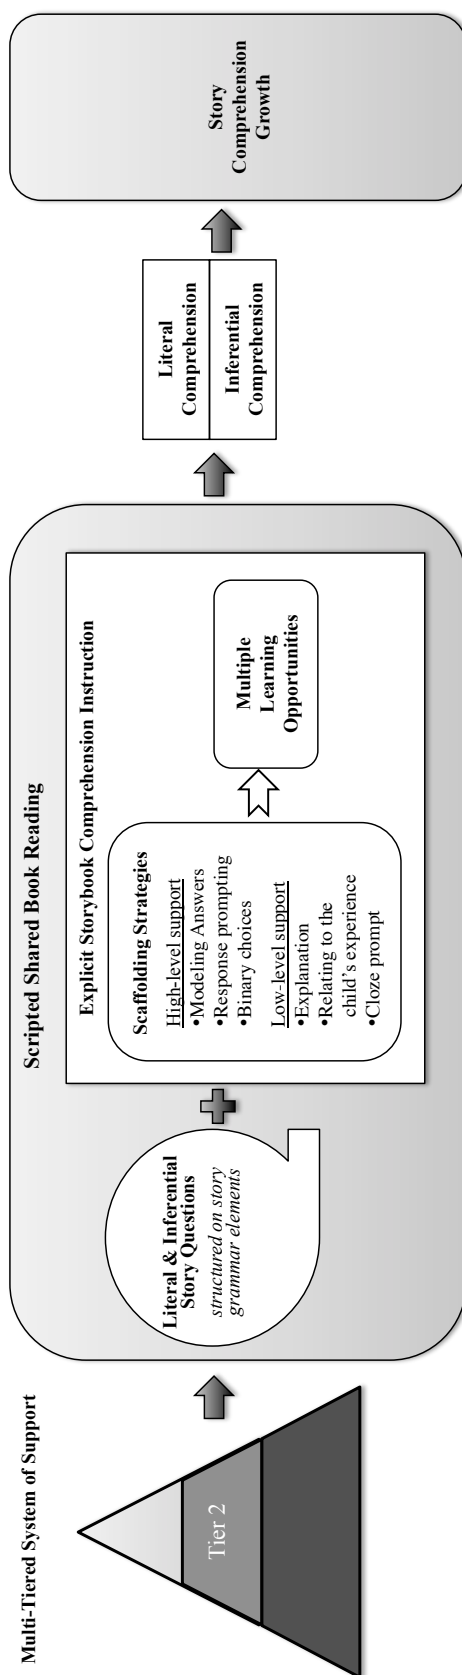 Multi-Tiered System of Support
Tier 2
Scripted Shared Book Reading
Literal & Inferential
Story Questions
structured on story
grammar elements
Explicit Storybook Comprehension Instruction
Scaffolding Strategies
High-level support
•Modeling Answers
•Response prompting
•Binary choices
Low-level support
•Explanation
•Relating to the
child’s experience
•Cloze prompt
Multiple
Learning
Opportunities
Literal
Comprehension
Inferential
Comprehension
Story
Comprehension
Growth